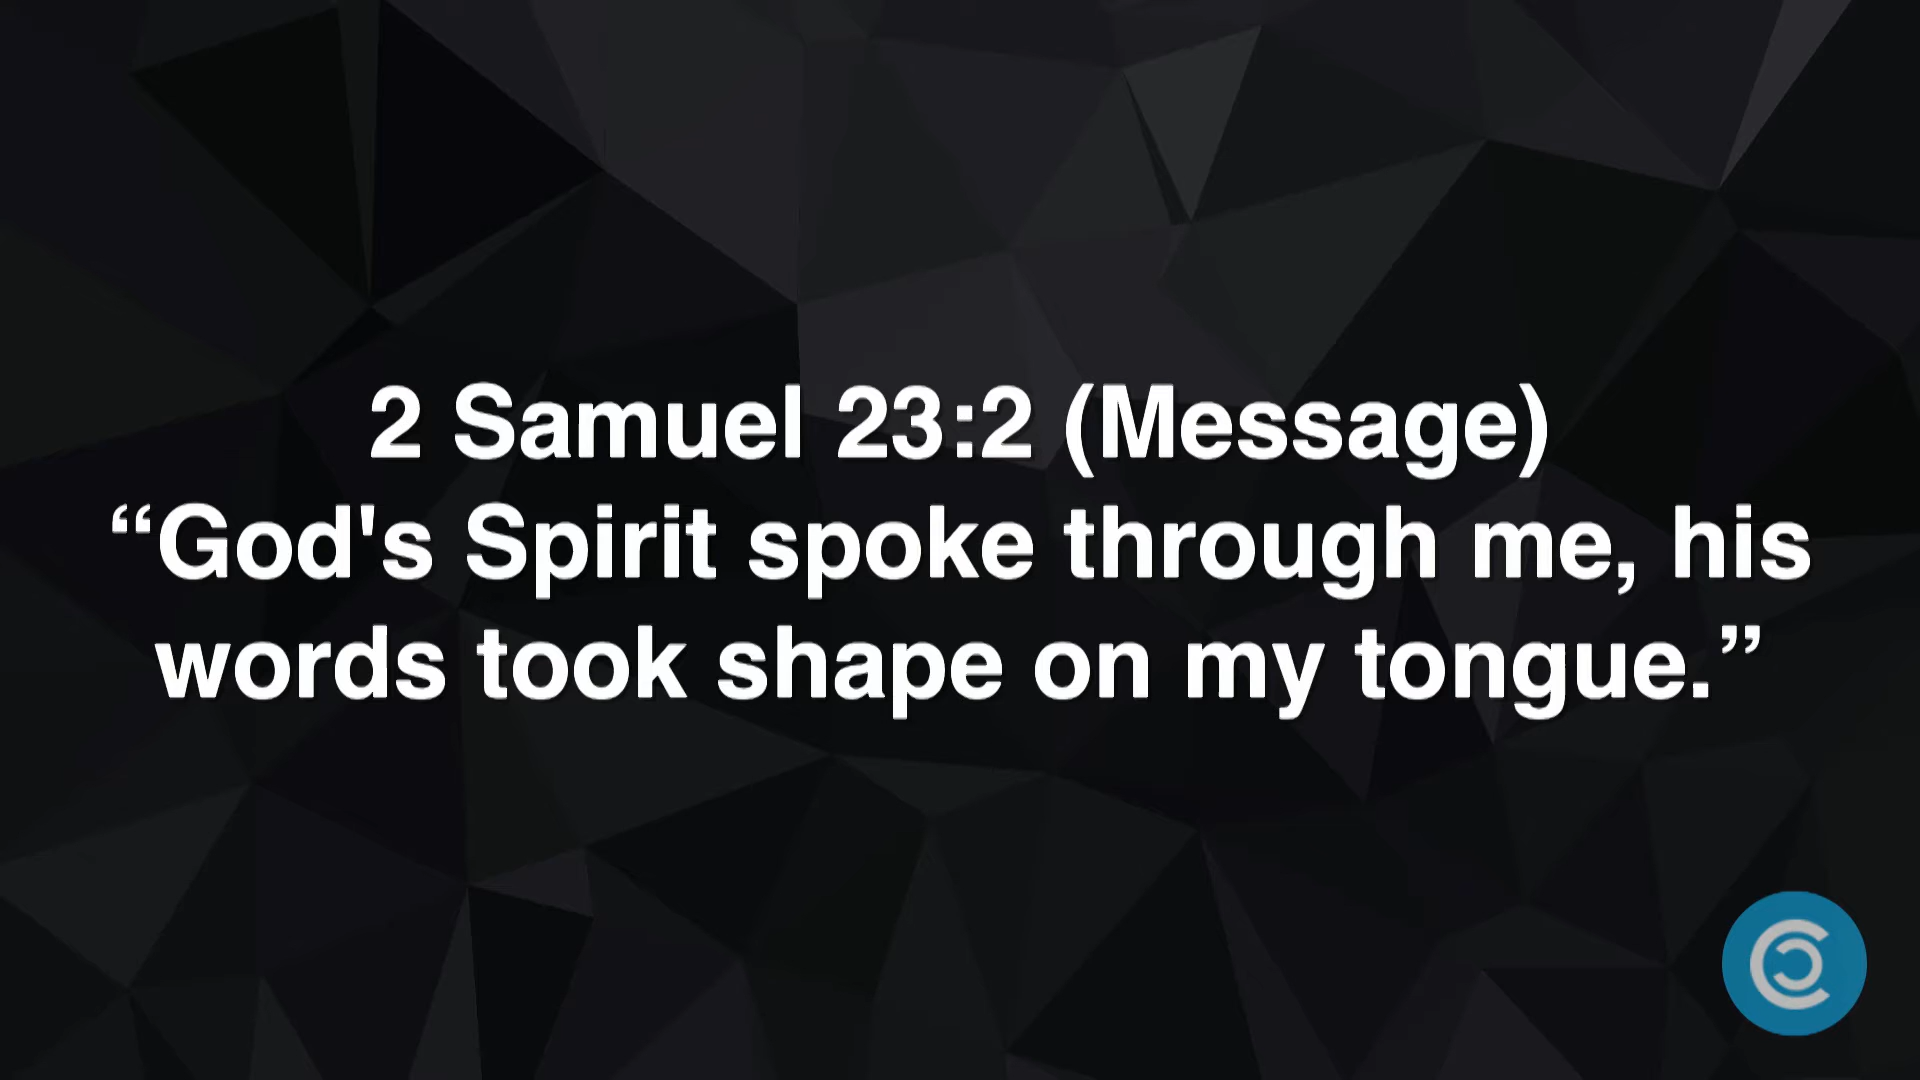 2 Samuel 23:2 (Message)
“God's Spirit spoke through me, his
words took shape on my tongue.”